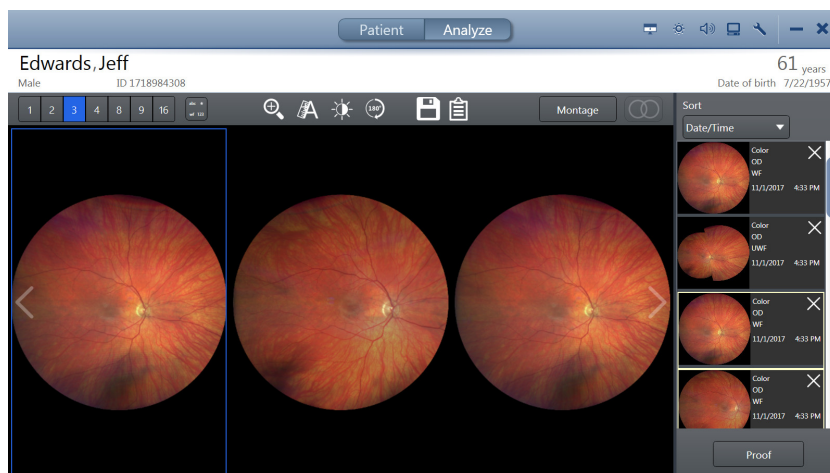 Patient Analyze
Edwards, Jeff
61 years
Male ID 1718984308
Date of birth 7/22/1957
1 2 3 4 8 9 16
180°
Montage
Sort
Date/Time
Color
OD
WF
11/1/2017 4:33 PM
Color
OD
UWF
11/1/2017 4:33 PM
Color
OD
WF
11/1/2017 4:33 PM
Color
OD
WF
11/1/2017 4:33 PM
Proof